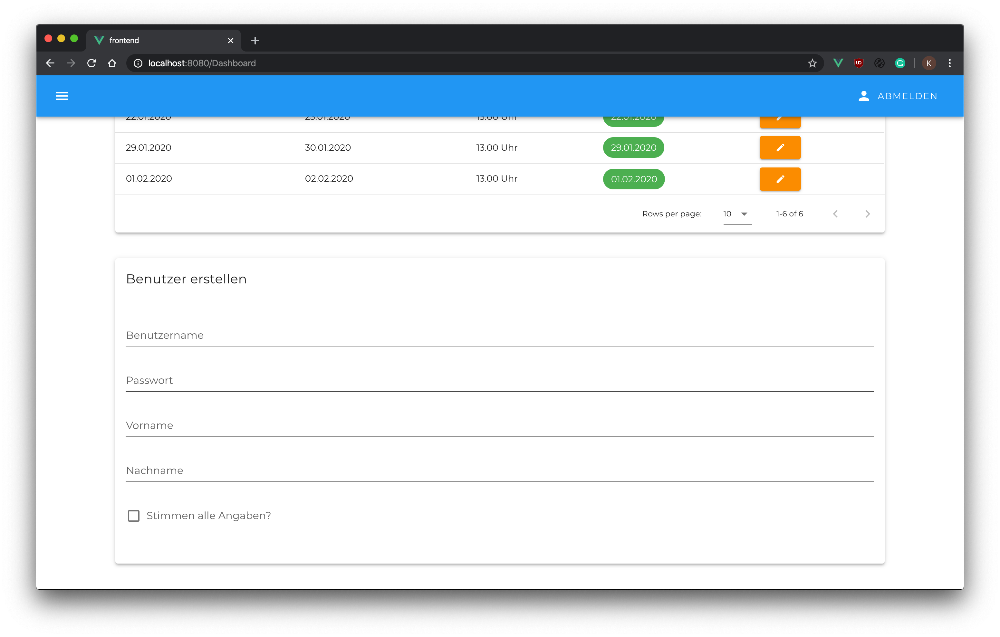 frontend
localhost:8080/Dashboard
K
ABMELDEN
22.01.2020 23.01.2020 13.00 Uhr 22.01.2020
29.01.2020 30.01.2020 13.00 Uhr 29.01.2020
01.02.2020 02.02.2020 13.00 Uhr 01.02.2020
Rows per page: 10 1-6 of 6
Benutzer erstellen
Benutzername
Passwort
Vorname
Nachname
Stimmen alle Angaben?